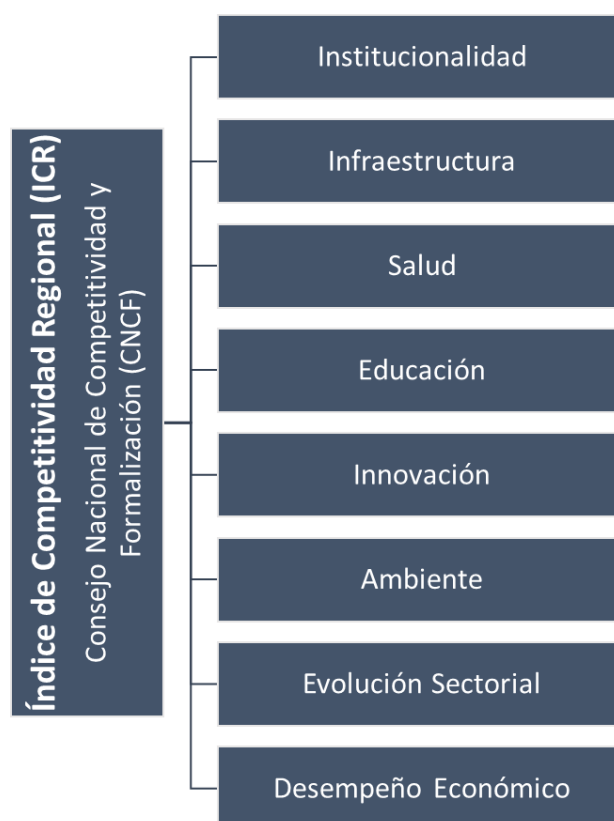 Índice de Competitividad Regional (ICR)
Consejo Nacional de Competitividad y
Formalización (CNCF)
Institucionalidad
Infraestructura
Salud
Educación
Innovación
Ambiente
Evolución Sectorial
Desempeño Económico